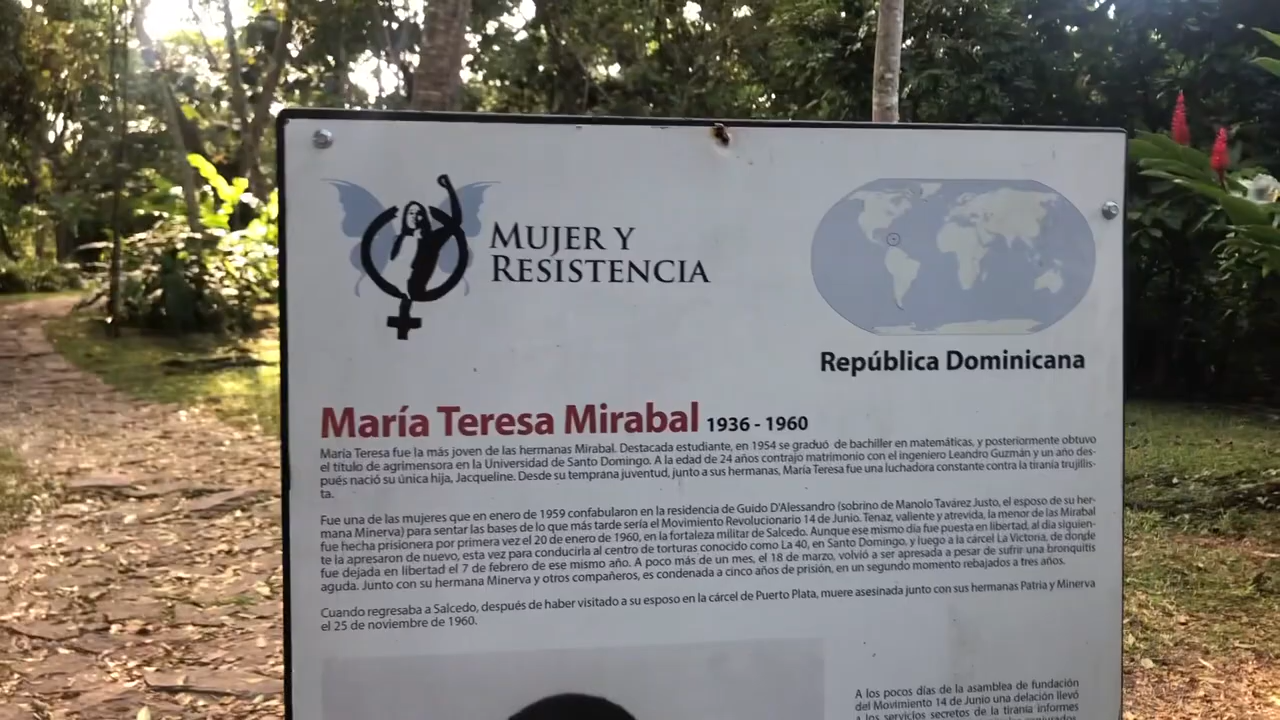 MUJER Y
RESISTENCIA
República Dominicana
María Teresa Mirabal 1936 - 1960
María Teresa fue la más joven de las hermanas Mirabal. Destacada estudiante, en 1954 se graduó de bachiller en matemáticas, y posteriormente obtuvo
el título de agrimensora en la Universidad de Santo Domingo. A la edad de 24 años contrajo matrimonio con el ingeniero Leandro Guzmán y un año des-
pués nació su única hija, Jacqueline. Desde su temprana juventud, junto a sus hermanas, María Teresa fue una luchadora constante contra la tiranía trujillis-
ta.
Fue una de las mujeres que en enero de 1959 confabularon en la residencia de Guido D'Alessandro (sobrino de Manolo Tavárez Justo, el esposo de su her-
mana Minerva) para sentar las bases de lo que más tarde sería el Movimiento Revolucionario 14 de Junio. Tenaz, valiente y atrevida, la menor de las Mirabal
fue hecha prisionera por primera vez el 20 de enero de 1960, en la fortaleza militar de Salcedo. Aunque ese mismo día fue puesta en libertad, al día siguien-
te la apresaron de nuevo, esta vez para conducirla al centro de torturas conocido como La 40, en Santo Domingo, y luego a la cárcel La Victoria, de donde
fue dejada en libertad el 7 de febrero de ese mismo año. A poco más de un mes, el 18 de marzo, volvió a ser apresada a pesar de sufrir una bronquitis
aguda. Junto con su hermana Minerva y otros compañeros, es condenada a cinco años de prisión, en un segundo momento rebajados a tres años.
Cuando regresaba a Salcedo, después de haber visitado a su esposo en la cárcel de Puerto Plata, muere asesinada junto con sus hermanas Patria y Minerva
el 25 de noviembre de 1960.
A los pocos días de la asamblea de fundación
del Movimiento 14 de Junio una delación llevó
a los servicios secretos de la tiranía informes